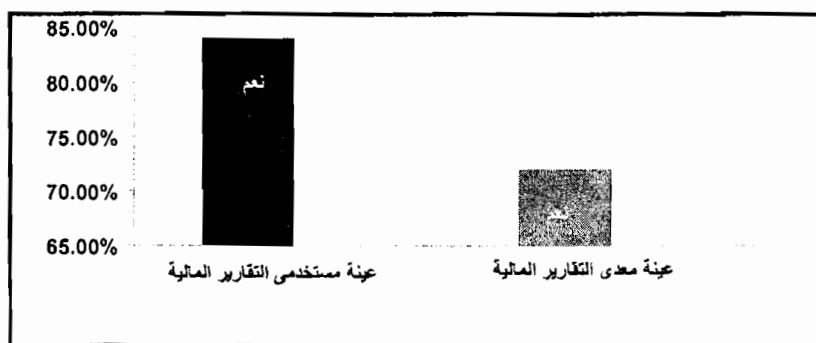 85.00%
80.00%
75.00%
70.00%
65.00%
نعم
نعم
عينة مستخدمى التقارير المالية
عينة معدى التقارير المالية